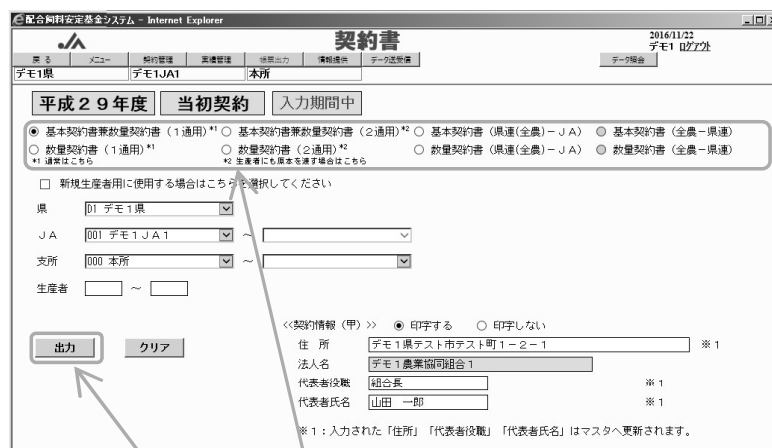 配合飼料安定基金システム - Internet Explorer
契約書
2016/11/22
デモ1 ログアウト
戻る メニュー 契約管理 実績管理 帳票出力 情報提供 データ送受信 データ照会
デモ1県 デモ1JA1 本所
平成29年度 当初契約 入力期間中
基本契約書兼数量契約書(1通用)*1 基本契約書兼数量契約書(2通用)*2 基本契約書(県連(全農)-JA) 基本契約書(全農-県連)
数量契約書(1通用)*1 数量契約書(2通用)*2 数量契約書(県連(全農)-JA) 数量契約書(全農-県連)
*1 通常はこちら *2 生産者にも原本を渡す場合はこちら
新規生産者用に使用する場合はこちらを選択してください
県 01 デモ1県
JA 001 デモ1JA1 ~
支所 000 本所 ~
生産者 ~
<<契約情報(甲)>> 印字する 印字しない
出力 クリア
住 所 デモ1県テスト市テスト町1-2-1 ※1
法人名 デモ1農業協同組合1
代表者役職 組合長 ※1
代表者氏名 山田 一郎 ※1
※1:入力された「住所」「代表者役職」「代表者氏名」はマスタへ更新されます。